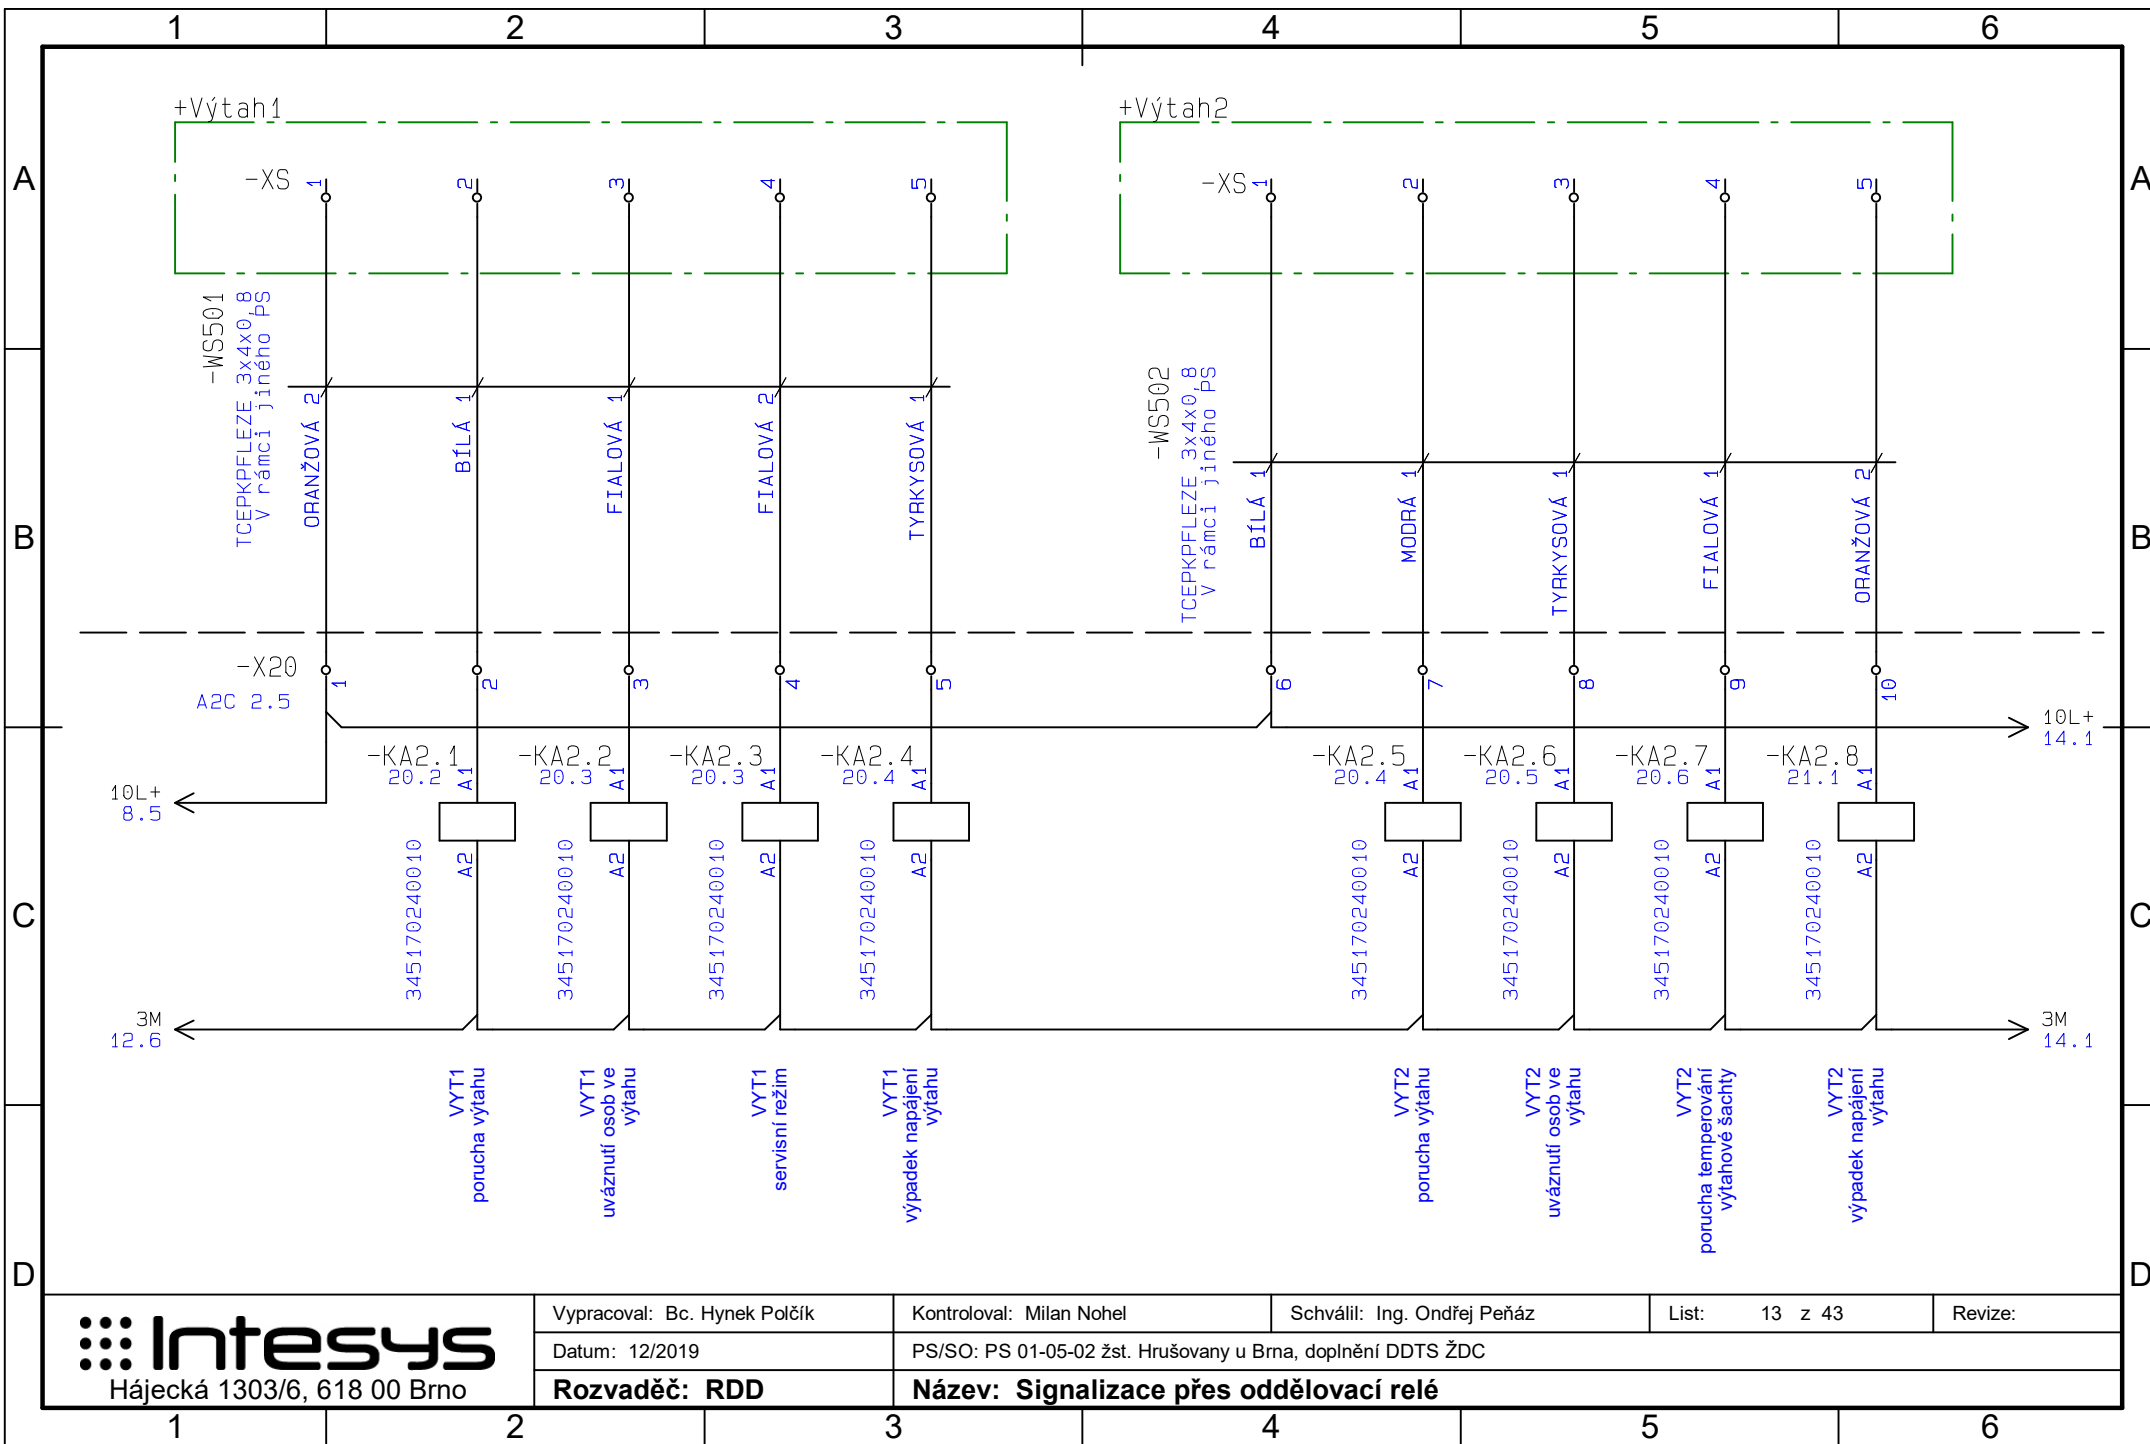 1 2 3 4 5 6
+Výtah1
+Výtah2
A
A
-XS 1 2 3 4 5
-XS 1 2 3 4 5
-WS501
TCEPKPFLEZE 3x4x0,8
V rámci jiného PS
ORANŽOVÁ 2
BÍLÁ 1
FIALOVÁ 1
FIALOVÁ 2
TYRKYSOVÁ 1
-WS502
TCEPKPFLEZE 3x4x0,8
V rámci jiného PS
BÍLÁ 1
MODRÁ 1
TYRKYSOVÁ 1
FIALOVÁ 1
ORANŽOVÁ 2
B
B
-X20
A2C 2.5
1 2 3 4 5 6 7 8 9 10
10L+
14.1
10L+
8.5
-KA2.1
20.2
A1
A2
345170240010
-KA2.2
20.3
A1
A2
345170240010
-KA2.3
20.3
A1
A2
345170240010
-KA2.4
20.4
A1
A2
345170240010
-KA2.5
20.4
A1
A2
345170240010
-KA2.6
20.5
A1
A2
345170240010
-KA2.7
20.6
A1
A2
345170240010
-KA2.8
21.1
A1
A2
345170240010
C
C
3M
12.6
3M
14.1
VYT1
porucha výtahu
VYT1
uváznutí osob ve
výtahu
VYT1
servisní režim
VYT1
výpadek napájení
výtahu
VYT2
porucha výtahu
VYT2
uváznutí osob ve
výtahu
VYT2
porucha temperování
výtahové šachty
VYT2
výpadek napájení
výtahu
D
D
Intesys
Hájecká 1303/6, 618 00 Brno
Vypracoval: Bc. Hynek Polčík
Kontroloval: Milan Nohel
Schválil: Ing. Ondřej Peňáz
List: 13 z 43
Revize:
Datum: 12/2019
PS/SO: PS 01-05-02 žst. Hrušovany u Brna, doplnění DDTS ŽDC
Rozvaděč: RDD
Název: Signalizace přes oddělovací relé
1 2 3 4 5 6